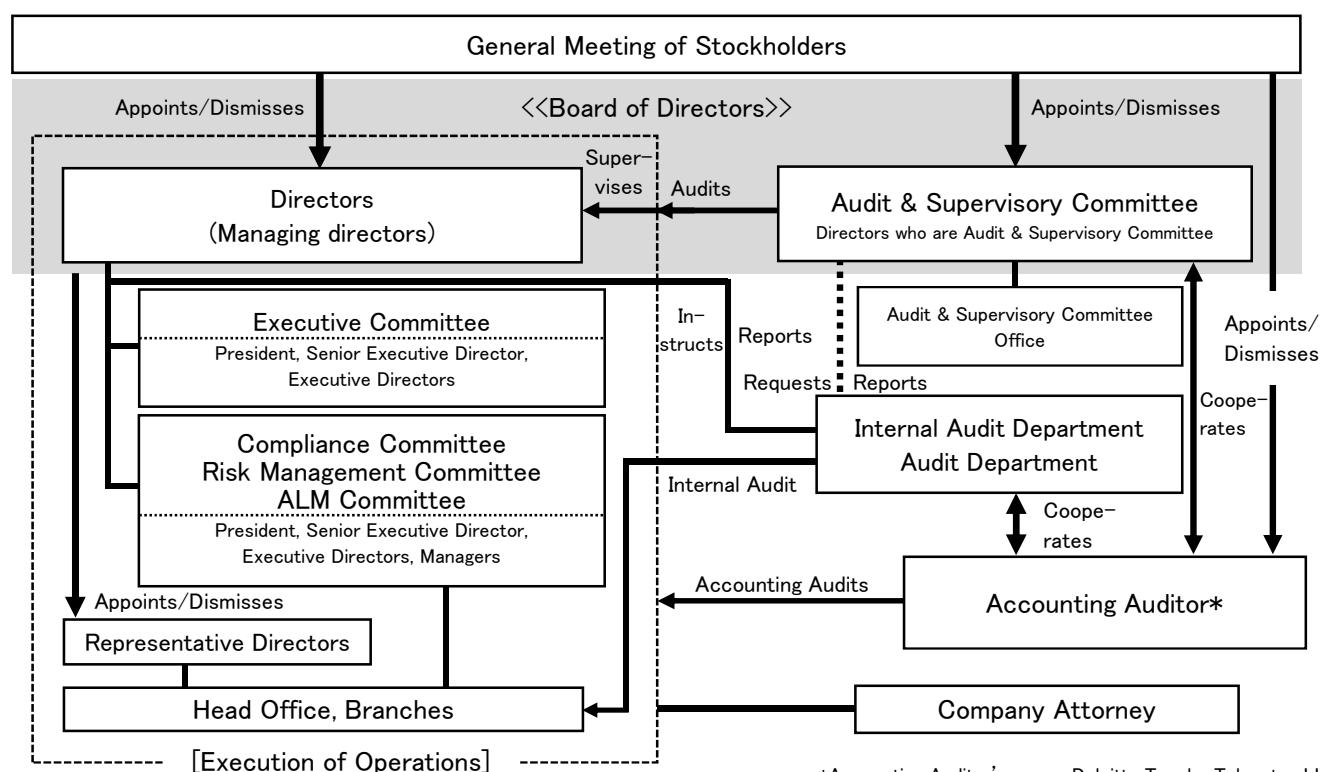 General Meeting of Stockholders
Appoints/Dismisses
<<Board of Directors>>
Appoints/Dismisses
Directors
(Managing directors)
Super-
vises
Audits
Audit & Supervisory Committee
Directors who are Audit & Supervisory Committee
Executive Committee
President, Senior Executive Director,
Executive Directors
In-
structs
Reports
Audit & Supervisory Committee
Office
Appoints/
Dismisses
Requests
Reports
Coope-
rates
Compliance Committee
Risk Management Committee
ALM Committee
President, Senior Executive Director,
Executive Directors, Managers
Internal Audit Department
Audit Department
Internal Audit
Coope-
rates
Accounting Audits
Accounting Auditor*
Appoints/Dismisses
Representative Directors
Head Office, Branches
Company Attorney
[Execution of Operations]